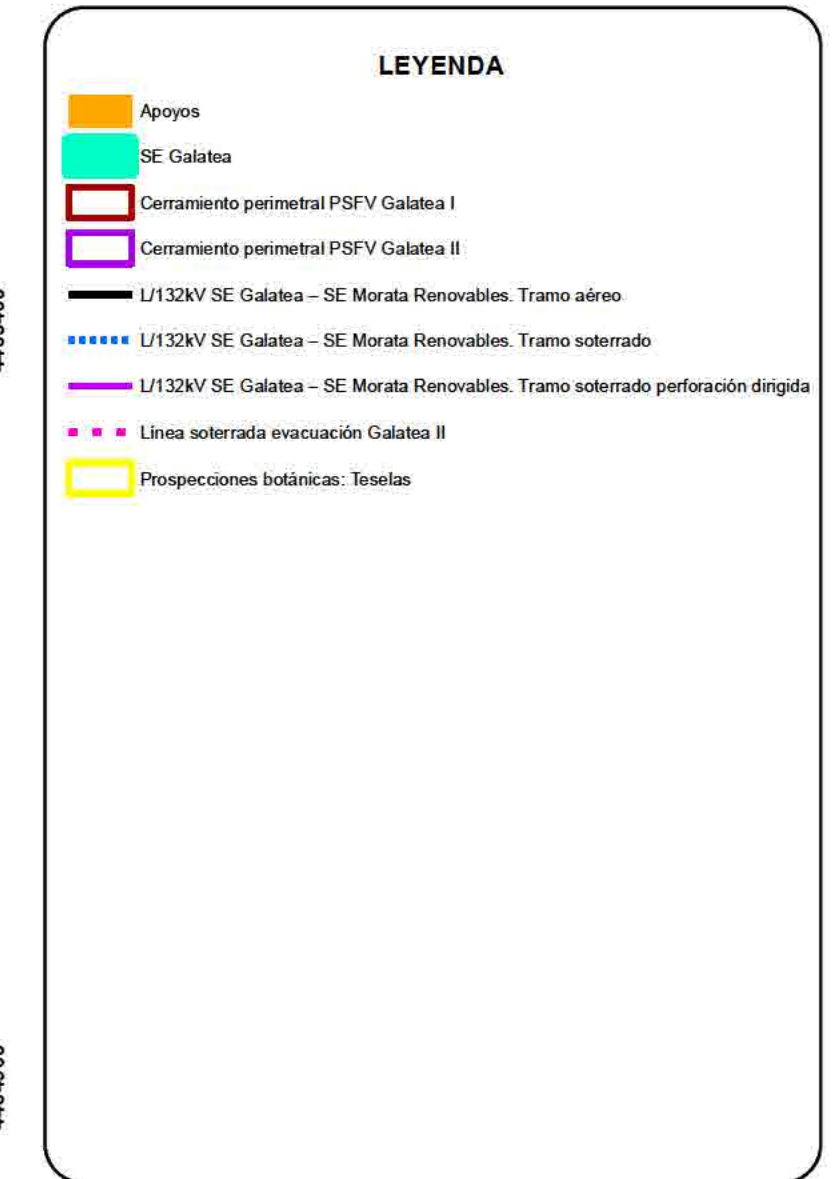 LEYENDA
Apoyos
SE Galatea
Cerramiento perimetral PSFV Galatea I
Cerramiento perimetral PSFV Galatea II
L/132kV SE Galatea – SE Morata Renovables. Tramo aéreo
L/132kV SE Galatea – SE Morata Renovables. Tramo soterrado
L/132kV SE Galatea – SE Morata Renovables. Tramo soterrado perforación dirigida
Línea soterrada evacuación Galatea II
Prospecciones botánicas: Teselas